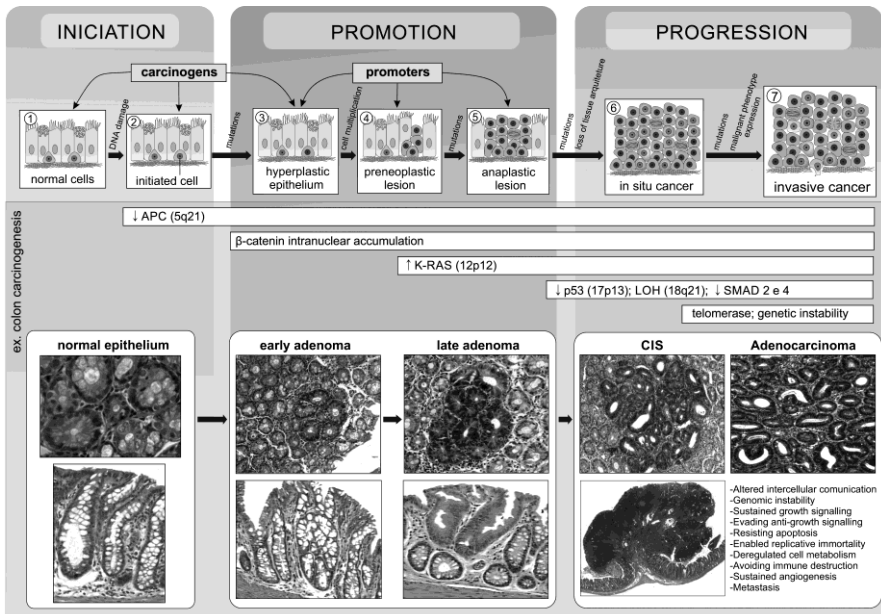 INICIATION
PROMOTION
PROGRESSION
carcinogens
promoters
1
normal cells
DNA damage
2
initiated cell
mutations
3
hyperplastic
epithelium
cell multiplication
4
preneoplastic
lesion
mutations
5
anaplastic
lesion
mutations
loss of tissue arquiteture
6
in situ cancer
mutations
malignant phenotype
expression
7
invasive cancer
ex. colon carcinogenesis
↓ APC (5q21)
β-catenin intranuclear accumulation
↑ K-RAS (12p12)
↓ p53 (17p13); LOH (18q21); ↓ SMAD 2 e 4
telomerase; genetic instability
normal epithelium
early adenoma
late adenoma
CIS
Adenocarcinoma
-Altered intercellular comunication
-Genomic instability
-Sustained growth signalling
-Evading anti-growth signalling
-Resisting apoptosis
-Enabled replicative immortality
-Deregulated cell metabolism
-Avoiding immune destruction
-Sustained angiogenesis
-Metastasis